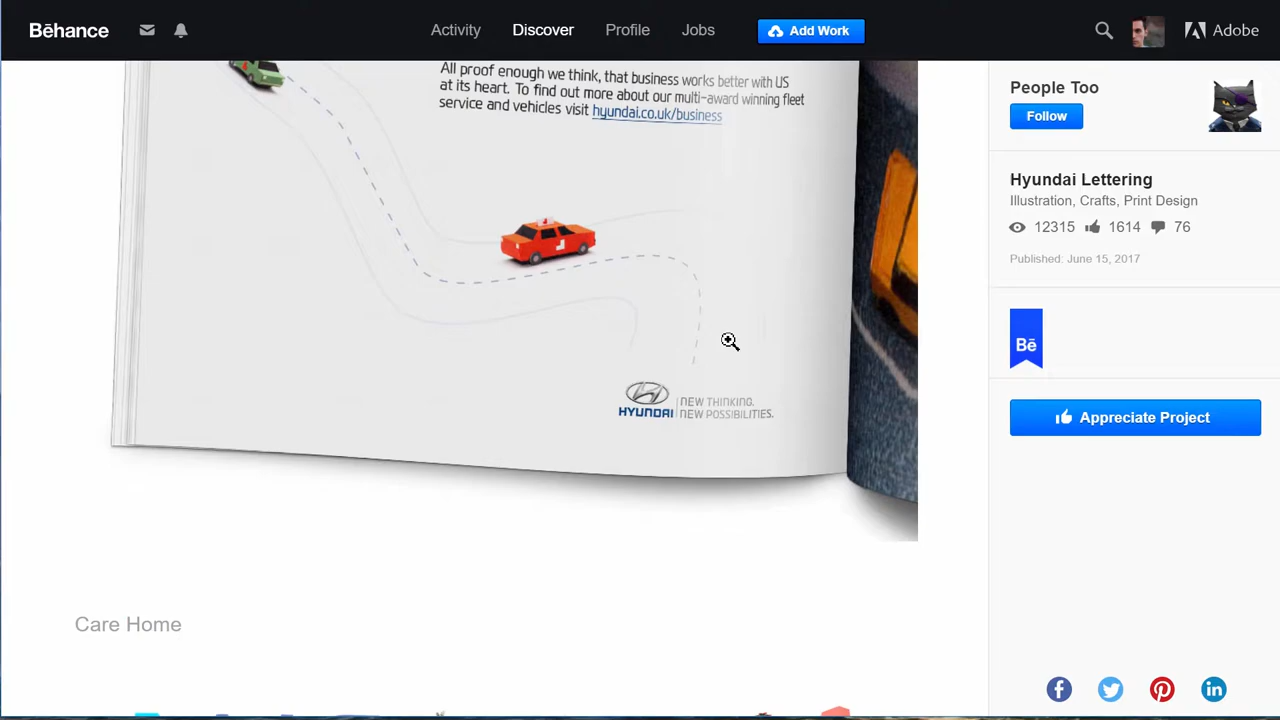 Bēhance
Activity
Discover
Profile
Jobs
Add Work
Adobe
All proof enough we think, that business works better with US
at its heart. To find out more about our multi-award winning fleet
service and vehicles visit hyundai.co.uk/business
HYUNDAI
NEW THINKING.
NEW POSSIBILITIES.
Care Home
People Too
Follow
Hyundai Lettering
Illustration, Crafts, Print Design
12315 1614 76
Published: June 15, 2017
Bē
Appreciate Project